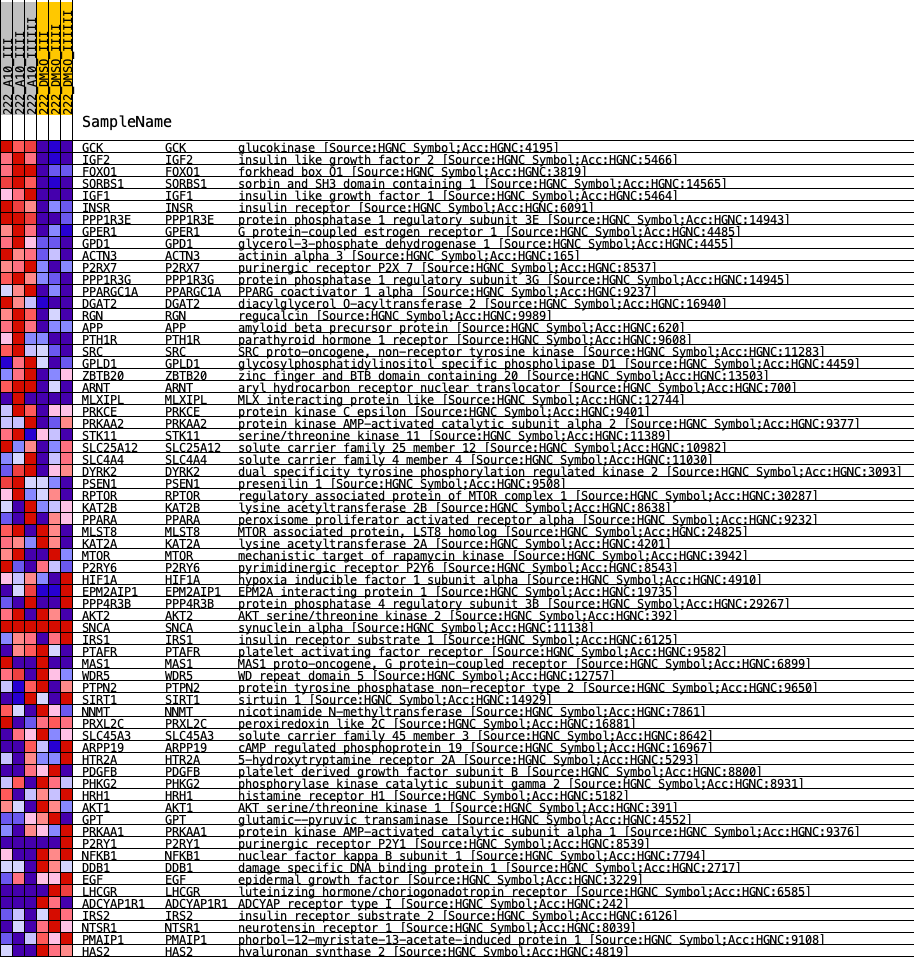 222_A10_III
222_A10_IIII
222_A10_IIIIII
222_DMSO_III
222_DMSO_IIII
222_DMSO_IIIIII
SampleName
GCK GCK glucokinase [Source:HGNC Symbol;Acc:HGNC:4195]
IGF2 IGF2 insulin like growth factor 2 [Source:HGNC Symbol;Acc:HGNC:5466]
FOXO1 FOXO1 forkhead box O1 [Source:HGNC Symbol;Acc:HGNC:3819]
SORBS1 SORBS1 sorbin and SH3 domain containing 1 [Source:HGNC Symbol;Acc:HGNC:14565]
IGF1 IGF1 insulin like growth factor 1 [Source:HGNC Symbol;Acc:HGNC:5464]
INSR INSR insulin receptor [Source:HGNC Symbol;Acc:HGNC:6091]
PPP1R3E PPP1R3E protein phosphatase 1 regulatory subunit 3E [Source:HGNC Symbol;Acc:HGNC:14943]
GPER1 GPER1 G protein-coupled estrogen receptor 1 [Source:HGNC Symbol;Acc:HGNC:4485]
GPD1 GPD1 glycerol-3-phosphate dehydrogenase 1 [Source:HGNC Symbol;Acc:HGNC:4455]
ACTN3 ACTN3 actinin alpha 3 [Source:HGNC Symbol;Acc:HGNC:165]
P2RX7 P2RX7 purinergic receptor P2X 7 [Source:HGNC Symbol;Acc:HGNC:8537]
PPP1R3G PPP1R3G protein phosphatase 1 regulatory subunit 3G [Source:HGNC Symbol;Acc:HGNC:14945]
PPARGC1A PPARGC1A PPARG coactivator 1 alpha [Source:HGNC Symbol;Acc:HGNC:9237]
DGAT2 DGAT2 diacylglycerol O-acyltransferase 2 [Source:HGNC Symbol;Acc:HGNC:16940]
RGN RGN regucalcin [Source:HGNC Symbol;Acc:HGNC:9989]
APP APP amyloid beta precursor protein [Source:HGNC Symbol;Acc:HGNC:620]
PTH1R PTH1R parathyroid hormone 1 receptor [Source:HGNC Symbol;Acc:HGNC:9608]
SRC SRC SRC proto-oncogene, non-receptor tyrosine kinase [Source:HGNC Symbol;Acc:HGNC:11283]
GPLD1 GPLD1 glycosylphosphatidylinositol specific phospholipase D1 [Source:HGNC Symbol;Acc:HGNC:4459]
ZBTB20 ZBTB20 zinc finger and BTB domain containing 20 [Source:HGNC Symbol;Acc:HGNC:13503]
ARNT ARNT aryl hydrocarbon receptor nuclear translocator [Source:HGNC Symbol;Acc:HGNC:700]
MLXIPL MLXIPL MLX interacting protein like [Source:HGNC Symbol;Acc:HGNC:12744]
PRKCE PRKCE protein kinase C epsilon [Source:HGNC Symbol;Acc:HGNC:9401]
PRKAA2 PRKAA2 protein kinase AMP-activated catalytic subunit alpha 2 [Source:HGNC Symbol;Acc:HGNC:9377]
STK11 STK11 serine/threonine kinase 11 [Source:HGNC Symbol;Acc:HGNC:11389]
SLC25A12 SLC25A12 solute carrier family 25 member 12 [Source:HGNC Symbol;Acc:HGNC:10982]
SLC4A4 SLC4A4 solute carrier family 4 member 4 [Source:HGNC Symbol;Acc:HGNC:11030]
DYRK2 DYRK2 dual specificity tyrosine phosphorylation regulated kinase 2 [Source:HGNC Symbol;Acc:HGNC:3093]
PSEN1 PSEN1 presenilin 1 [Source:HGNC Symbol;Acc:HGNC:9508]
RPTOR RPTOR regulatory associated protein of MTOR complex 1 [Source:HGNC Symbol;Acc:HGNC:30287]
KAT2B KAT2B lysine acetyltransferase 2B [Source:HGNC Symbol;Acc:HGNC:8638]
PPARA PPARA peroxisome proliferator activated receptor alpha [Source:HGNC Symbol;Acc:HGNC:9232]
MLST8 MLST8 MTOR associated protein, LST8 homolog [Source:HGNC Symbol;Acc:HGNC:24825]
KAT2A KAT2A lysine acetyltransferase 2A [Source:HGNC Symbol;Acc:HGNC:4201]
MTOR MTOR mechanistic target of rapamycin kinase [Source:HGNC Symbol;Acc:HGNC:3942]
P2RY6 P2RY6 pyrimidinergic receptor P2Y6 [Source:HGNC Symbol;Acc:HGNC:8543]
HIF1A HIF1A hypoxia inducible factor 1 subunit alpha [Source:HGNC Symbol;Acc:HGNC:4910]
EPM2AIP1 EPM2AIP1 EPM2A interacting protein 1 [Source:HGNC Symbol;Acc:HGNC:19735]
PPP4R3B PPP4R3B protein phosphatase 4 regulatory subunit 3B [Source:HGNC Symbol;Acc:HGNC:29267]
AKT2 AKT2 AKT serine/threonine kinase 2 [Source:HGNC Symbol;Acc:HGNC:392]
SNCA SNCA synuclein alpha [Source:HGNC Symbol;Acc:HGNC:11138]
IRS1 IRS1 insulin receptor substrate 1 [Source:HGNC Symbol;Acc:HGNC:6125]
PTAFR PTAFR platelet activating factor receptor [Source:HGNC Symbol;Acc:HGNC:9582]
MAS1 MAS1 MAS1 proto-oncogene, G protein-coupled receptor [Source:HGNC Symbol;Acc:HGNC:6899]
WDR5 WDR5 WD repeat domain 5 [Source:HGNC Symbol;Acc:HGNC:12757]
PTPN2 PTPN2 protein tyrosine phosphatase non-receptor type 2 [Source:HGNC Symbol;Acc:HGNC:9650]
SIRT1 SIRT1 sirtuin 1 [Source:HGNC Symbol;Acc:HGNC:14929]
NNMT NNMT nicotinamide N-methyltransferase [Source:HGNC Symbol;Acc:HGNC:7861]
PRXL2C PRXL2C peroxiredoxin like 2C [Source:HGNC Symbol;Acc:HGNC:16881]
SLC45A3 SLC45A3 solute carrier family 45 member 3 [Source:HGNC Symbol;Acc:HGNC:8642]
ARPP19 ARPP19 cAMP regulated phosphoprotein 19 [Source:HGNC Symbol;Acc:HGNC:16967]
HTR2A HTR2A 5-hydroxytryptamine receptor 2A [Source:HGNC Symbol;Acc:HGNC:5293]
PDGFB PDGFB platelet derived growth factor subunit B [Source:HGNC Symbol;Acc:HGNC:8800]
PHKG2 PHKG2 phosphorylase kinase catalytic subunit gamma 2 [Source:HGNC Symbol;Acc:HGNC:8931]
HRH1 HRH1 histamine receptor H1 [Source:HGNC Symbol;Acc:HGNC:5182]
AKT1 AKT1 AKT serine/threonine kinase 1 [Source:HGNC Symbol;Acc:HGNC:391]
GPT GPT glutamic--pyruvic transaminase [Source:HGNC Symbol;Acc:HGNC:4552]
PRKAA1 PRKAA1 protein kinase AMP-activated catalytic subunit alpha 1 [Source:HGNC Symbol;Acc:HGNC:9376]
P2RY1 P2RY1 purinergic receptor P2Y1 [Source:HGNC Symbol;Acc:HGNC:8539]
NFKB1 NFKB1 nuclear factor kappa B subunit 1 [Source:HGNC Symbol;Acc:HGNC:7794]
DDB1 DDB1 damage specific DNA binding protein 1 [Source:HGNC Symbol;Acc:HGNC:2717]
EGF EGF epidermal growth factor [Source:HGNC Symbol;Acc:HGNC:3229]
LHCGR LHCGR luteinizing hormone/choriogonadotropin receptor [Source:HGNC Symbol;Acc:HGNC:6585]
ADCYAP1R1 ADCYAP1R1 ADCYAP receptor type I [Source:HGNC Symbol;Acc:HGNC:242]
IRS2 IRS2 insulin receptor substrate 2 [Source:HGNC Symbol;Acc:HGNC:6126]
NTSR1 NTSR1 neurotensin receptor 1 [Source:HGNC Symbol;Acc:HGNC:8039]
PMAIP1 PMAIP1 phorbol-12-myristate-13-acetate-induced protein 1 [Source:HGNC Symbol;Acc:HGNC:9108]
HAS2 HAS2 hyaluronan synthase 2 [Source:HGNC Symbol;Acc:HGNC:4819]